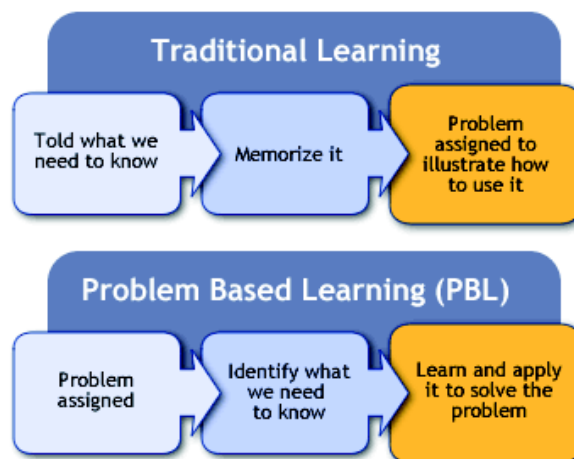 Traditional Learning
Told what we
need to know
Memorize it
Problem
assigned to
illustrate how
to use it
Problem Based Learning (PBL)
Problem
assigned
Identify what
we need
to know
Learn and apply
it to solve the
problem